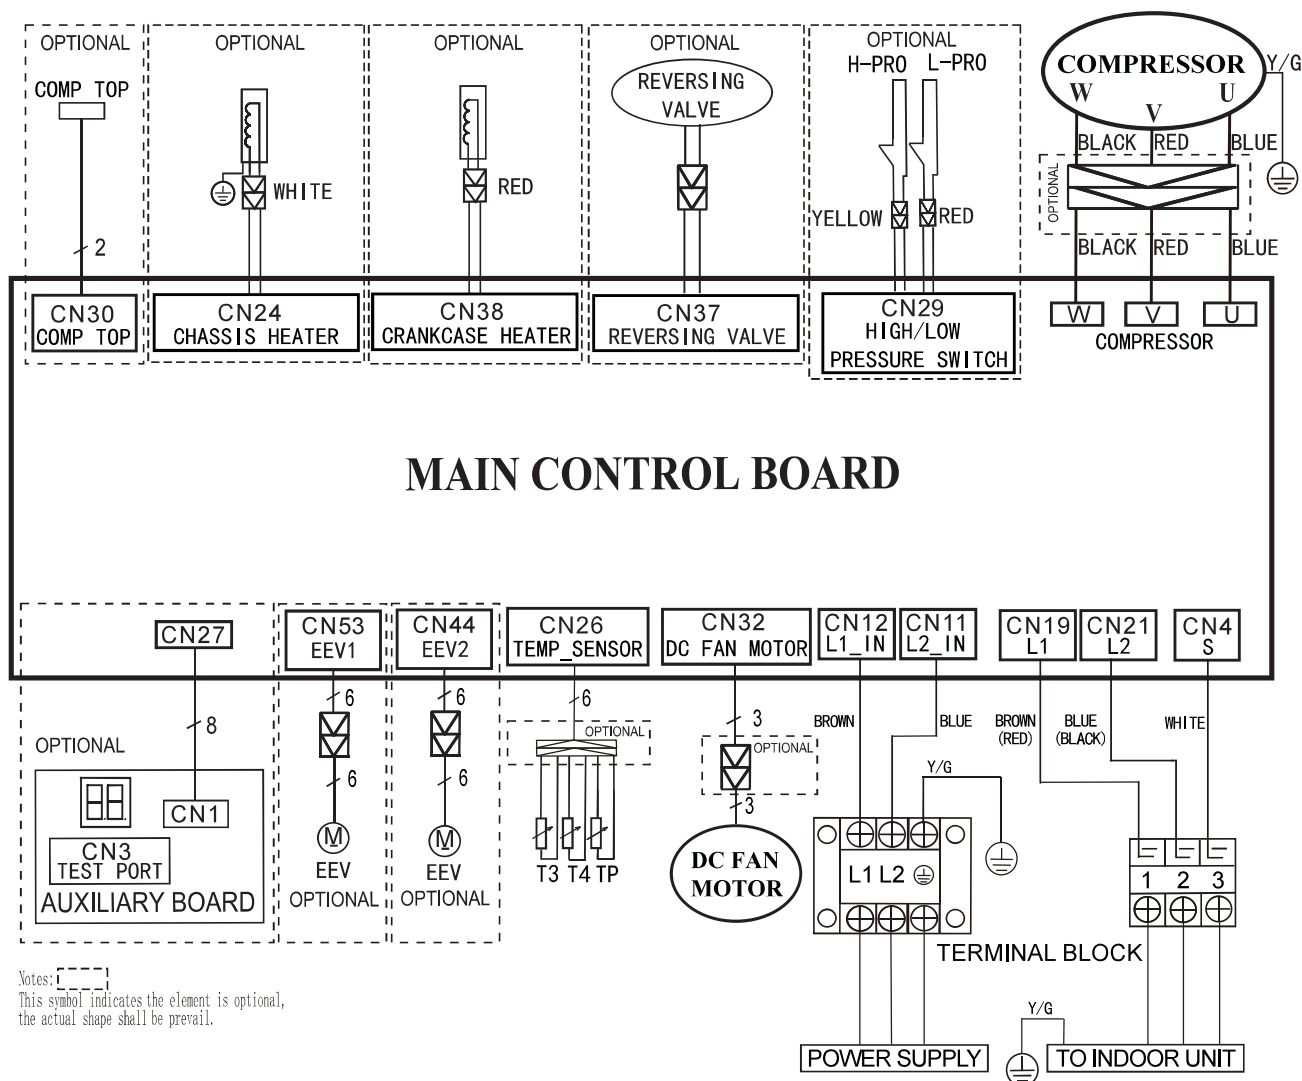 OPTIONAL
COMP TOP
2
CN30
COMP TOP
OPTIONAL
WHITE
CN24
CHASSIS HEATER
OPTIONAL
RED
CN38
CRANKCASE HEATER
OPTIONAL
REVERSING
VALVE
CN37
REVERSING VALVE
OPTIONAL
H-PRO L-PRO
YELLOW RED
CN29
HIGH/LOW
PRESSURE SWITCH
COMPRESSOR
W V U
Y/G
BLACK RED BLUE
OPTIONAL
BLACK RED BLUE
W V U
COMPRESSOR
MAIN CONTROL BOARD
CN27
8
OPTIONAL
CN1
CN3
TEST PORT
AUXILIARY BOARD
CN53
EEV1
6
6
M
EEV
OPTIONAL
CN44
EEV2
6
6
M
EEV
OPTIONAL
CN26
TEMP_SENSOR
6
OPTIONAL
T3 T4 TP
CN32
DC FAN MOTOR
3
OPTIONAL
3
DC FAN
MOTOR
CN12
L1_IN
CN11
L2_IN
BROWN
BLUE
Y/G
L1 L2
CN19
L1
CN21
L2
CN4
S
BROWN
(RED)
BLUE
(BLACK)
WHITE
1 2 3
TERMINAL BLOCK
Y/G
POWER SUPPLY
TO INDOOR UNIT
Notes:
This symbol indicates the element is optional,
the actual shape shall be prevail.